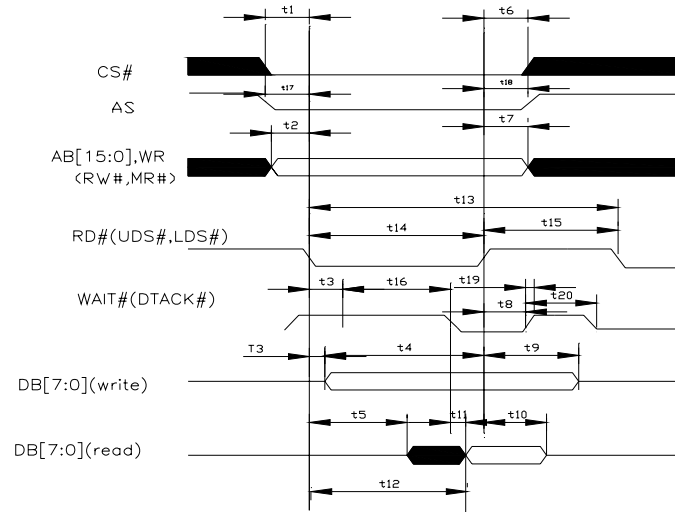 t1
t6
CS#
t17
t18
AS
t2
t7
AB[15:0],WR
(RW#,MR#)
t13
t14
t15
RD#(UDS#,LDS#)
t3
t16
t19
t20
WAIT#(DTACK#)
t8
T3
t4
t9
DB[7:0](write)
t5
t11
t10
DB[7:0](read)
t12